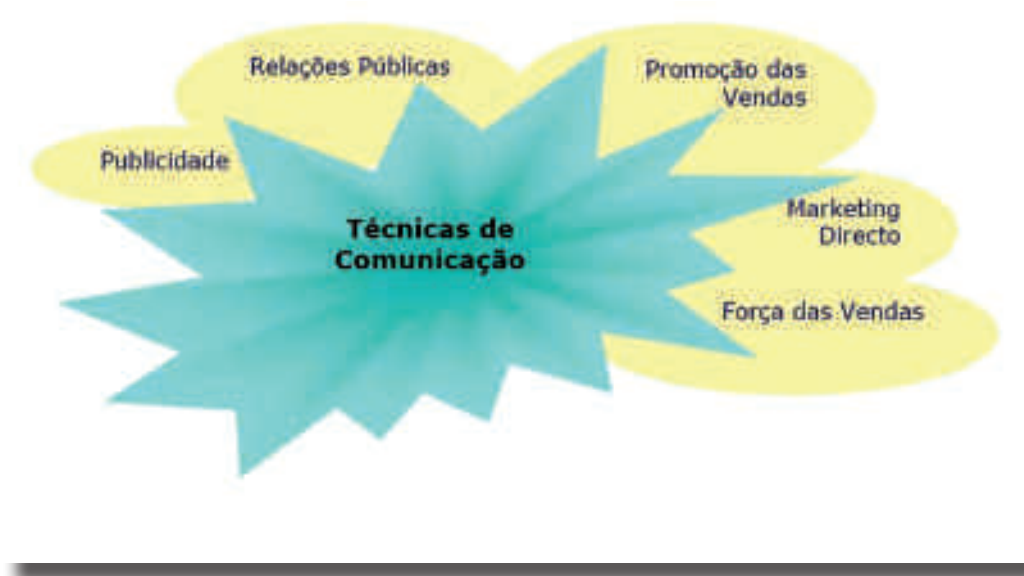 Relações Públicas
Promoção das
Vendas
Publicidade
Marketing
Directo
Técnicas de
Comunicação
Força das Vendas